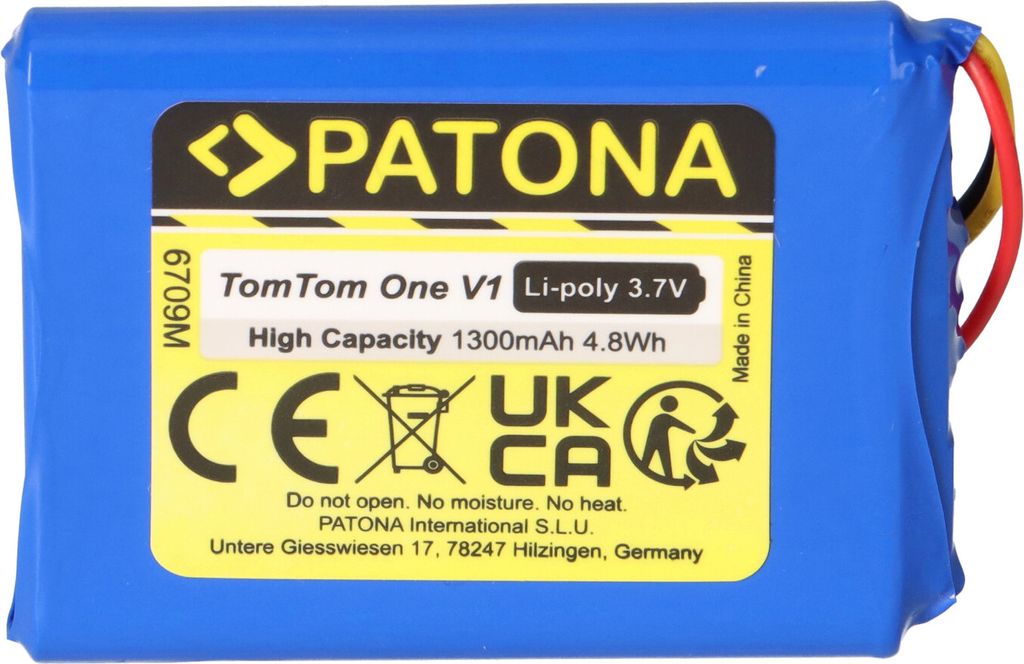 PATONA
6709M
TomTom One V1 Li-poly 3.7V
High Capacity 1300mAh 4.8Wh
Made in China
CE
UK
CA
Do not open. No moisture. No heat.
PATONA International S.L.U.
Untere Giesswiesen 17, 78247 Hilzingen, Germany